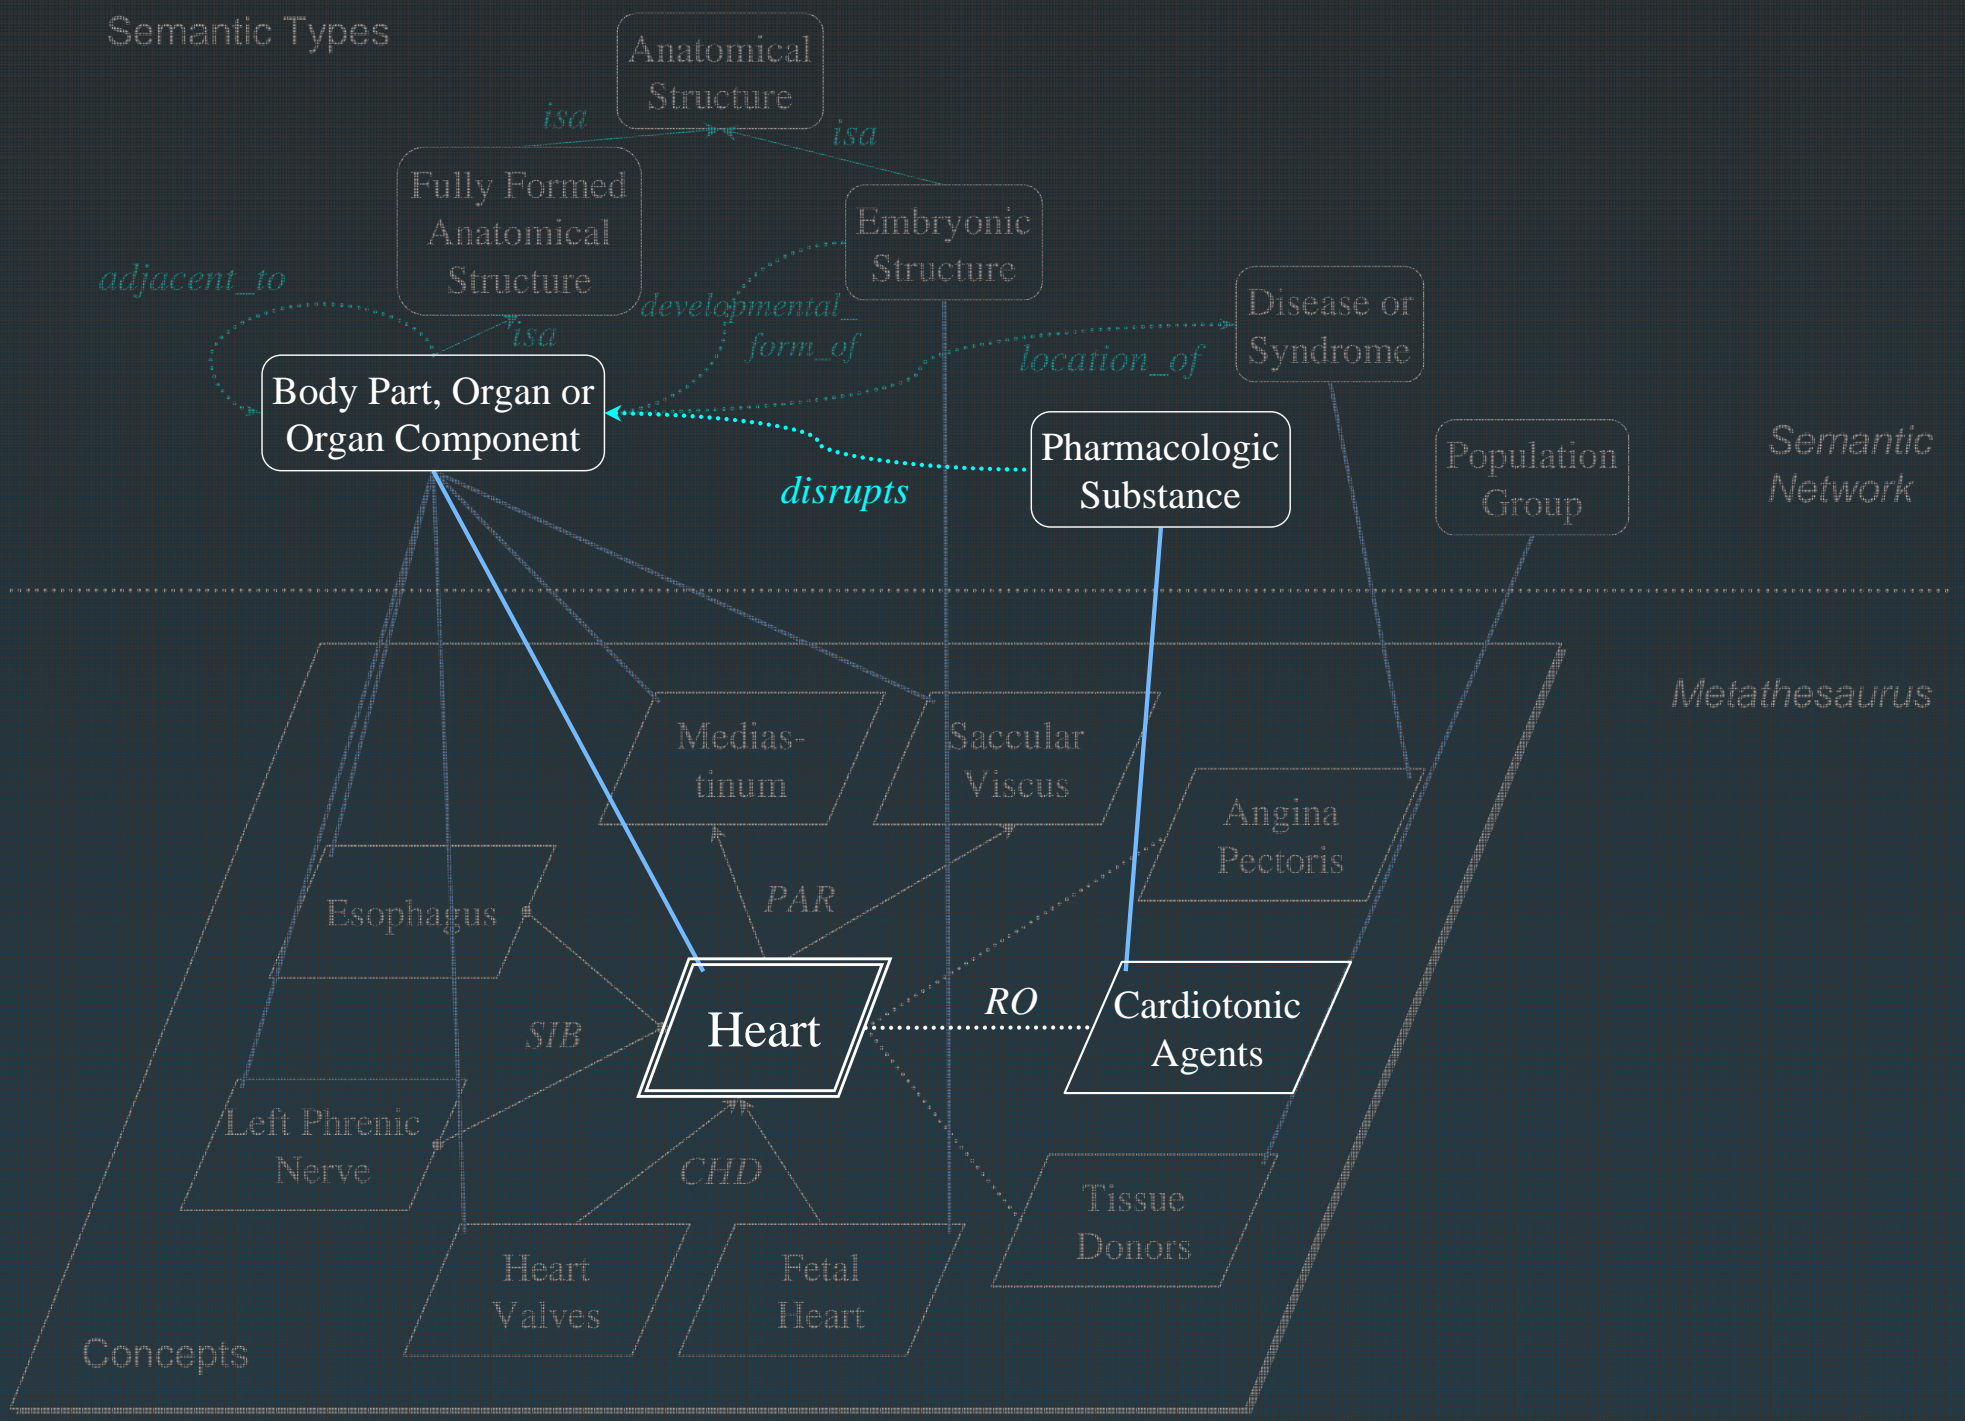 Semantic Types
Anatomical
Structure
isa
isa
Fully Formed
Anatomical
Structure
Embryonic
Structure
adjacent_to
isa
developmental_
form_of
location_of
Disease or
Syndrome
Body Part, Organ or
Organ Component
disrupts
Pharmacologic
Substance
Population
Group
Semantic
Network
Metathesaurus
Medias-
tinum
Saccular
Viscus
Angina
Pectoris
Esophagus
PAR
SIB
Heart
RO
Cardiotonic
Agents
Left Phrenic
Nerve
CHD
Tissue
Donors
Heart
Valves
Fetal
Heart
Concepts